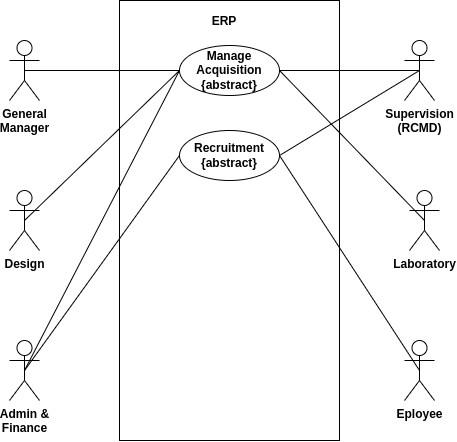 ERP
Manage
Acquisition
{abstract}
General
Manager
Supervision
(RCMD)
Recruitment
{abstract}
Design
Laboratory
Admin &
Finance
Eployee